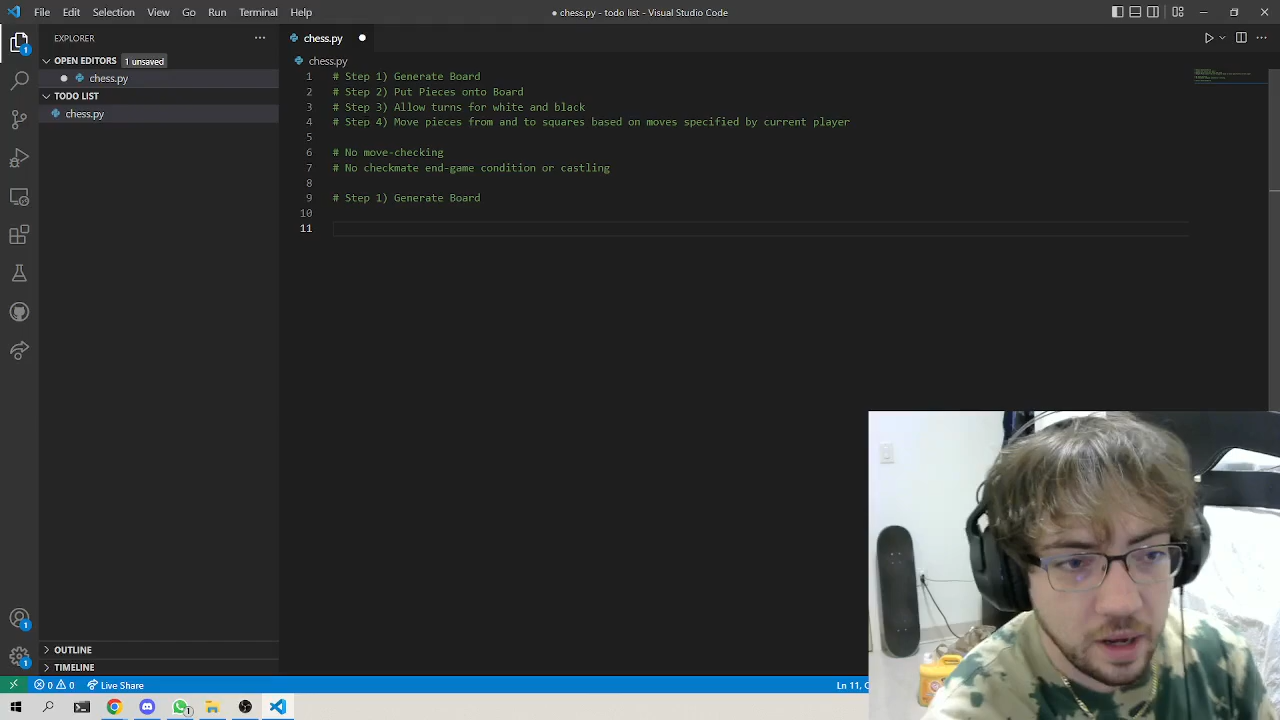 File Edit Selection View Go Run Terminal Help
● chess.py - todo list - Visual Studio Code
EXPLORER
OPEN EDITORS 1 unsaved
chess.py
TODO LIST
chess.py
OUTLINE
TIMELINE
chess.py
chess.py
1 # Step 1) Generate Board
2 # Step 2) Put Pieces onto Board
3 # Step 3) Allow turns for white and black
4 # Step 4) Move pieces from and to squares based on moves specified by current player
5
6 # No move-checking
7 # No checkmate end-game condition or castling
8
9 # Step 1) Generate Board
10
11
0 0 Live Share
Ln 11, C